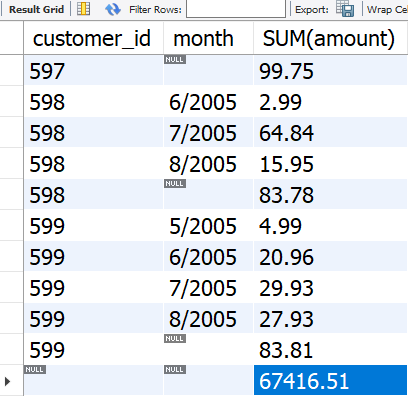 Result Grid Filter Rows: Export: Wrap Cel
customer_id month SUM(amount)
597 NULL 99.75
598 6/2005 2.99
598 7/2005 64.84
598 8/2005 15.95
598 NULL 83.78
599 5/2005 4.99
599 6/2005 20.96
599 7/2005 29.93
599 8/2005 27.93
599 NULL 83.81
NULL NULL 67416.51